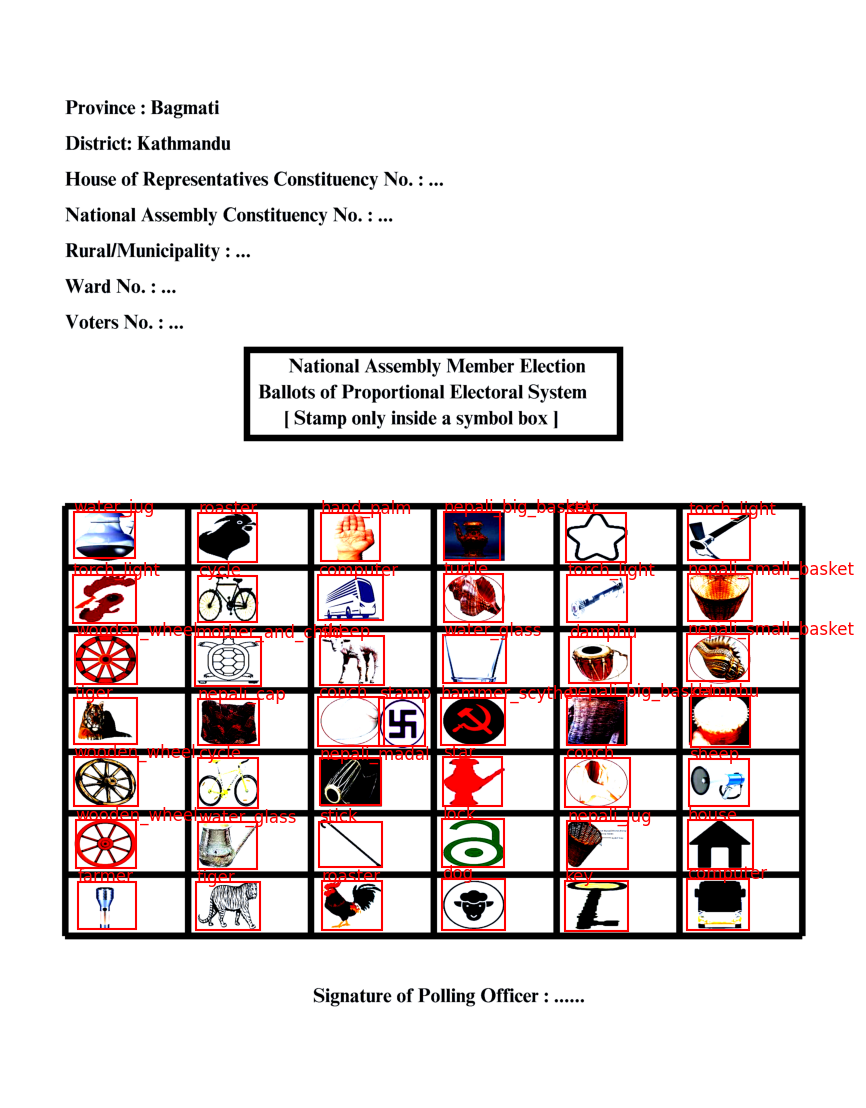 Province : Bagmati
District: Kathmandu
House of Representatives Constituency No. : ...
National Assembly Constituency No. : ...
Rural/Municipality : ...
Ward No. : ...
Voters No. : ...
National Assembly Member Election
Ballots of Proportional Electoral System
[ Stamp only inside a symbol box ]
water_jug roaster hand_palm nepali_big_basket star torch_light
torch_light cycle computer turtle torch_light nepali_small_basket
wooden_wheel mother_and_child sheep water_glass damphu nepali_small_basket
tiger nepali_cap conch stamp hammer_scythe nepali_big_basket damphu
wooden_wheel cycle nepali_madal star conch sheep
wooden_wheel water_glass stick lock nepali_jug house
farmer tiger roaster dog key computer
Signature of Polling Officer : ......